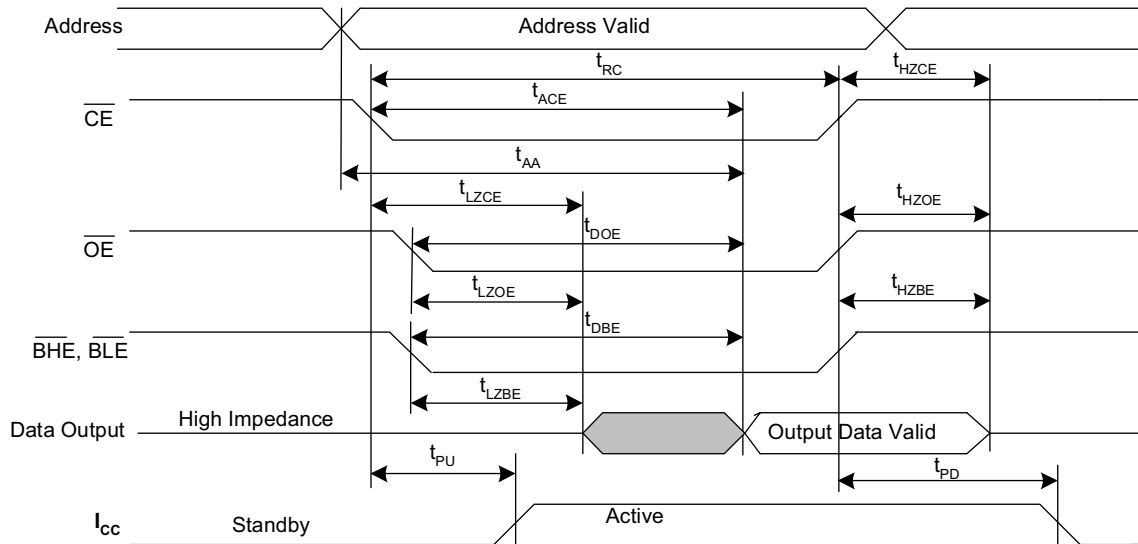 Address
Address Valid
tRC
tHZCE
tACE
CE
tAA
tLZCE
tHZOE
OE
tDOE
tLZOE
tHZBE
tDBE
BHE, BLE
tLZBE
Data Output
High Impedance
Output Data Valid
tPU
tPD
ICC
Standby
Active